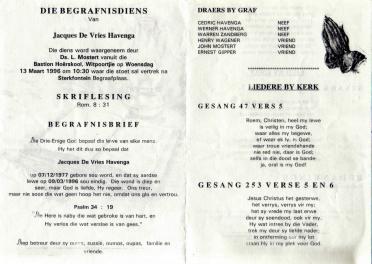 DIE BEGRAFNISDIENS
Van
Jacques De Vries Havenga
Die diens word waargeneem deur
Ds. L. Mostert vanuit die
Bastion Hoërskool, Witpoortjie op Woensdag
13 Maart 1996 om 10:30 waar die stoet sal vertrek na
Sterkfontein Begraafplaas.
SKRIFLESING
Rom. 8 : 31
BEGRAFNISBRIEF
Die Drie-Enige God bepaal die lewe van elke mens.
Hy het dit dus so bepaal dat
Jacques De Vries Havenga
op 07/12/1977 gebore sou word, en dat sy aardse
lewe op 09/03/1996 sou eindig. Die wond is diep en
seer, maar God is liefde, Hy regeer. Ons treur,
maar nie soos die wat geen hoop het nie, omdat ons glo en vertrou.
Psalm 34 : 19
"Die Here is naby die wat gebroke is van hart, en
Hy verlos die wat verslae is van gees."
Diep betreur deur sy ouers, sussie, oumas, oupas, familie en
vriende.
DRAERS BY GRAF
CEDRIC HAVENGA NEEF
WERNER HAVENGA NEEF
WARREN ZANDBERG NEEF
HENRY WAGENER VRIEND
JOHN MOSTERT VRIEND
ERNEST GIPPER VRIEND
LIEDERE BY KERK
GESANG 47 VERS 5
Roem, Christen, heel my lewe
is veilig in my God;
waar alles my begewe,
of waar ek ly, is God;
waar troue vriendehande
nie red nie, daar is God;
selfs in die dood se bande
ja, oral is my God.
GESANG 253 VERSE 5 EN 6
Jesus Christus het gesterwe,
het verrys, verrys vir my;
het sy vrede my laat erwe
deur sy soendood, ook vir my.
Hy wat intree by die Vader,
trek my deur sy liefde nader;
in ontferming sur my lot
staan Hy in my plek voor God.